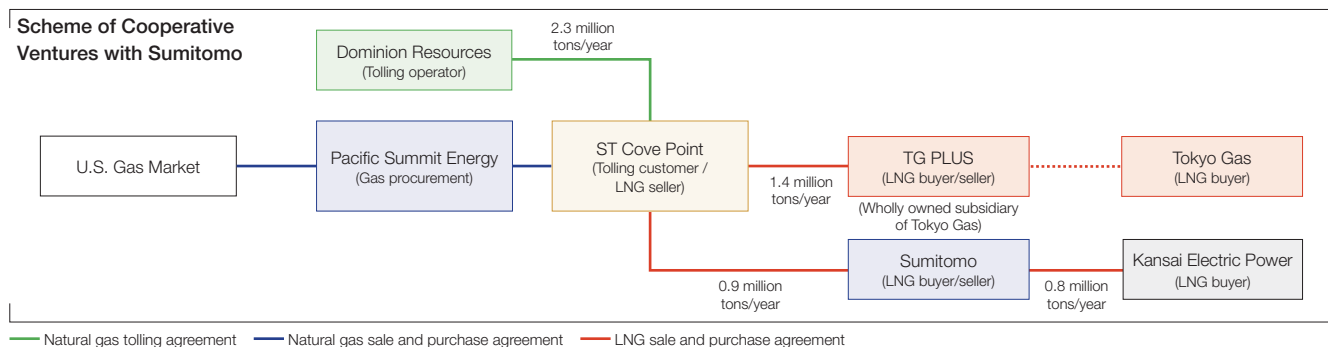 Scheme of Cooperative
Ventures with Sumitomo
2.3 million
tons/year
Dominion Resources
(Tolling operator)
U.S. Gas Market
Pacific Summit Energy
(Gas procurement)
ST Cove Point
(Tolling customer /
LNG seller)
1.4 million
tons/year
TG PLUS
(LNG buyer/seller)
(Wholly owned subsidiary
of Tokyo Gas)
Tokyo Gas
(LNG buyer)
0.9 million
tons/year
Sumitomo
(LNG buyer/seller)
0.8 million
tons/year
Kansai Electric Power
(LNG buyer)
Natural gas tolling agreement
Natural gas sale and purchase agreement
LNG sale and purchase agreement